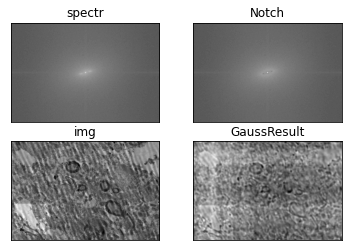 spectr
Notch
img
GaussResult